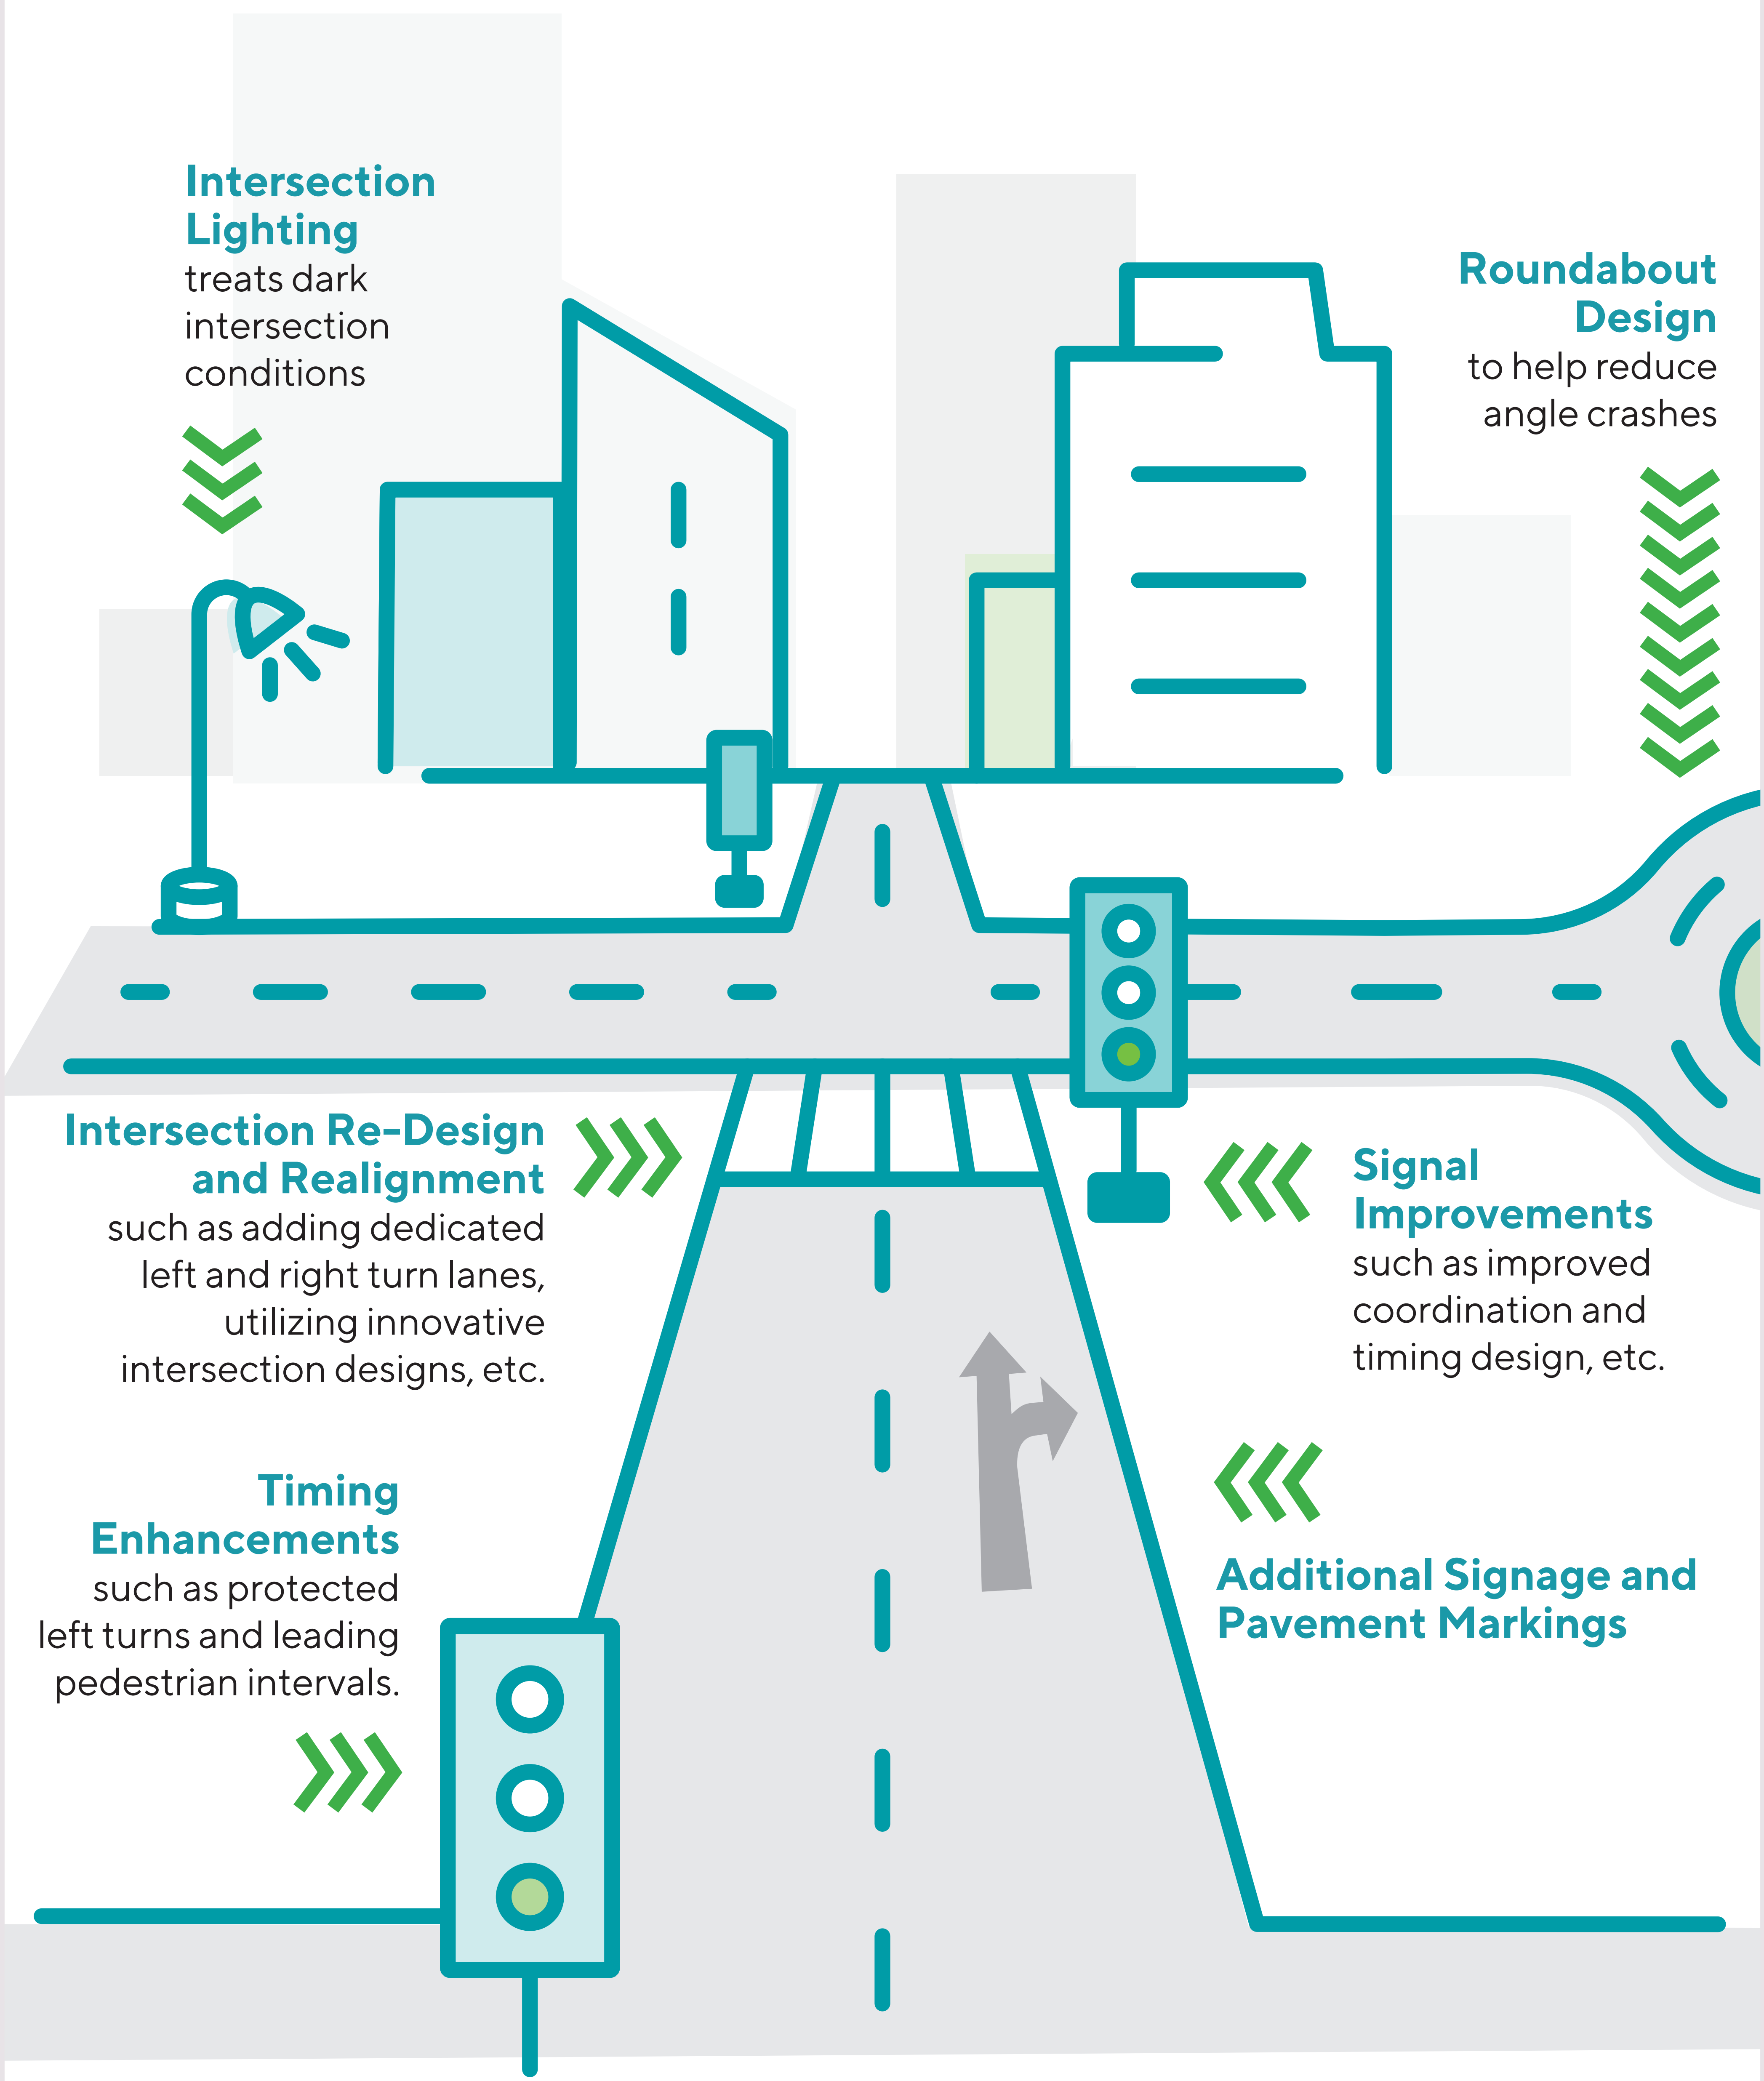 Intersection
Lighting
treats dark
intersection
conditions
Roundabout
Design
to help reduce
angle crashes
Intersection Re-Design
and Realignment
such as adding dedicated
left and right turn lanes,
utilizing innovative
intersection designs, etc.
Signal
Improvements
such as improved
coordination and
timing design, etc.
Timing
Enhancements
such as protected
left turns and leading
pedestrian intervals.
Additional Signage and
Pavement Markings